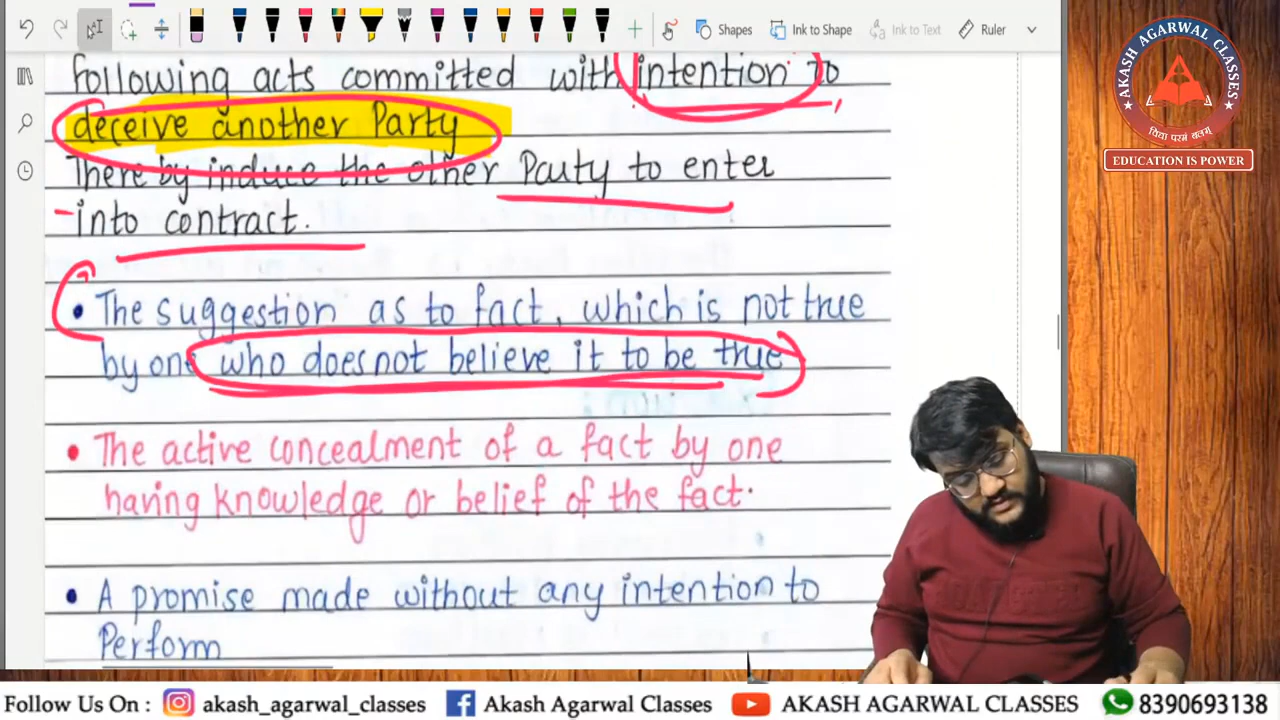 Shapes
Ink to Shape
Ink to Text
Ruler
following acts committed with intention to
deceive another Party
There by induce the other Party to enter
into contract.
• The suggestion as to fact, which is not true
by one who does not believe it to be true
• The active concealment of a fact by one
having knowledge or belief of the fact.
• A promise made without any intention to
Perform
AKASH AGARWAL CLASSES
विद्या परमं बलम्
EDUCATION IS POWER
Follow Us On : akash_agarwal_classes Akash Agarwal Classes AKASH AGARWAL CLASSES 8390693138